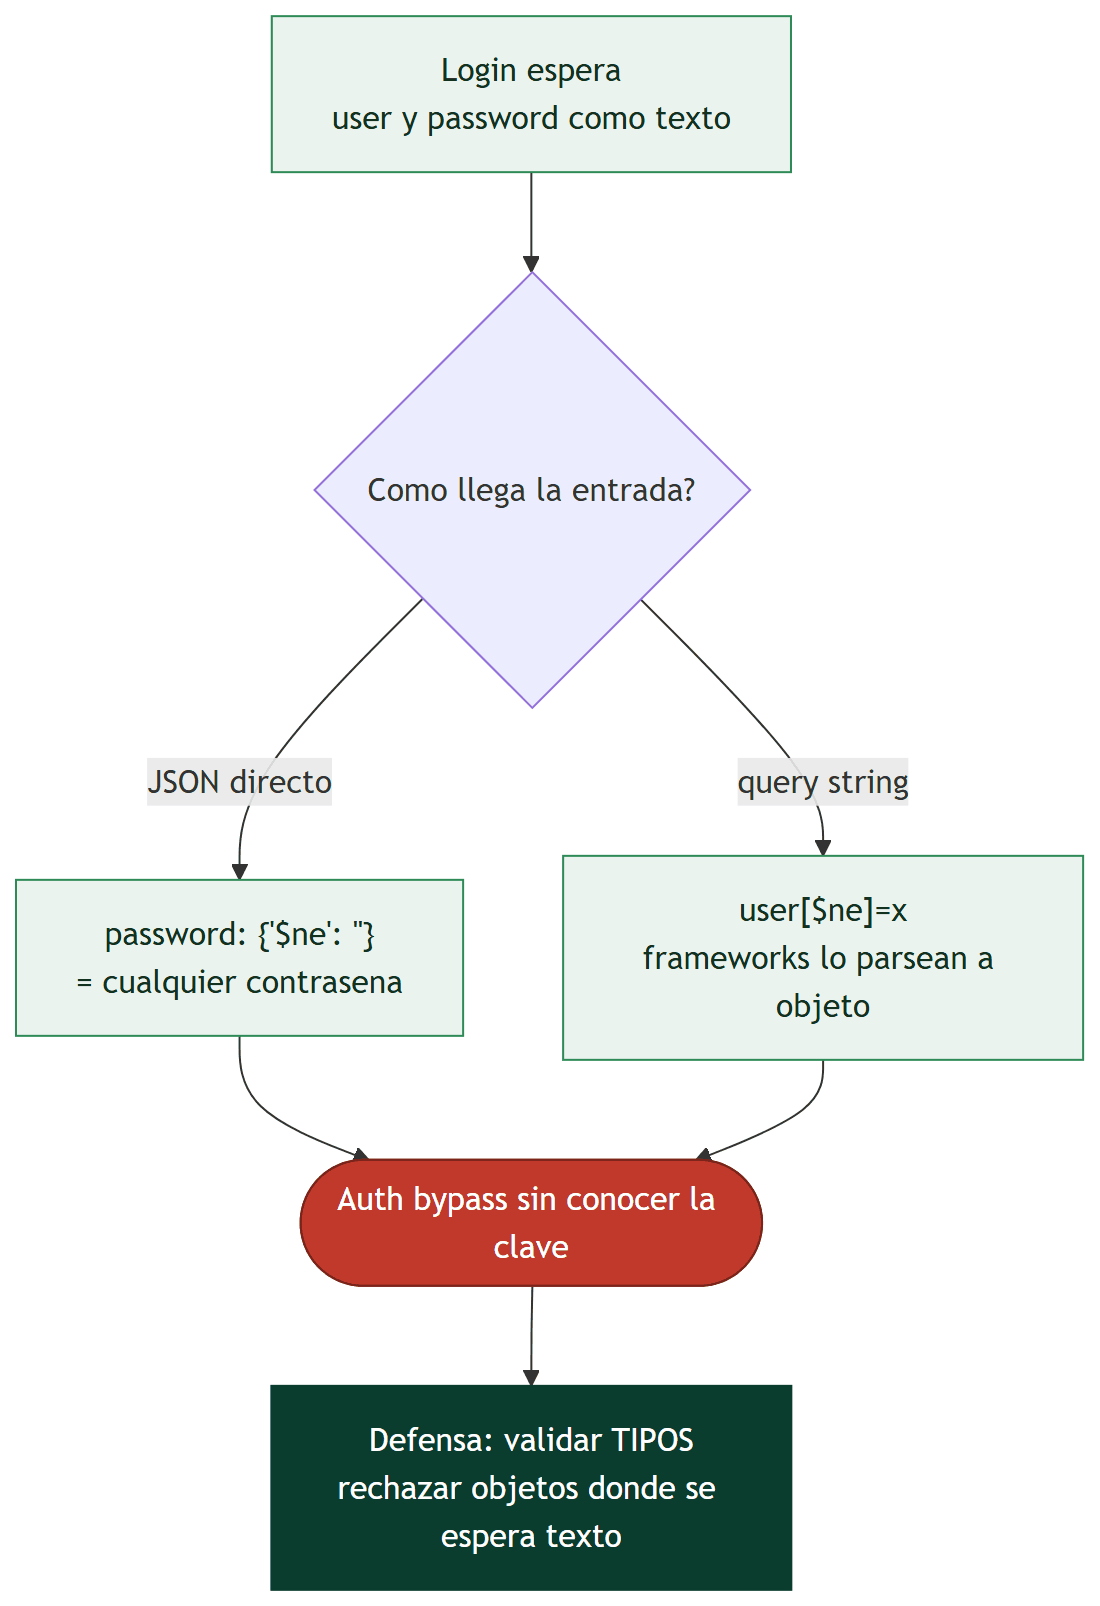 Login espera
user y password como texto
Como llega la entrada?
JSON directo
query string
password: {'$ne': ''}
= cualquier contrasena
user[$ne]=x
frameworks lo parsean a
objeto
Auth bypass sin conocer la
clave
Defensa: validar TIPOS
rechazar objetos donde se
espera texto